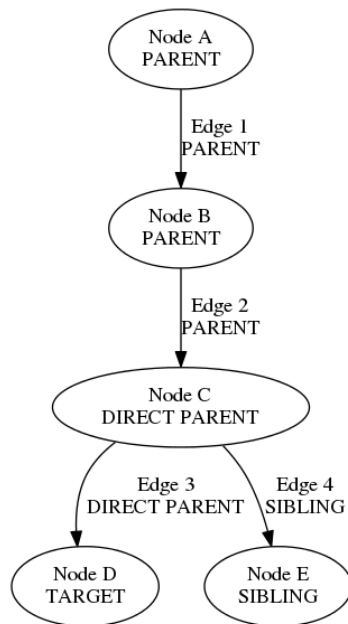 Node A
PARENT
Edge 1
PARENT
Node B
PARENT
Edge 2
PARENT
Node C
DIRECT PARENT
Edge 3
DIRECT PARENT
Edge 4
SIBLING
Node D
TARGET
Node E
SIBLING